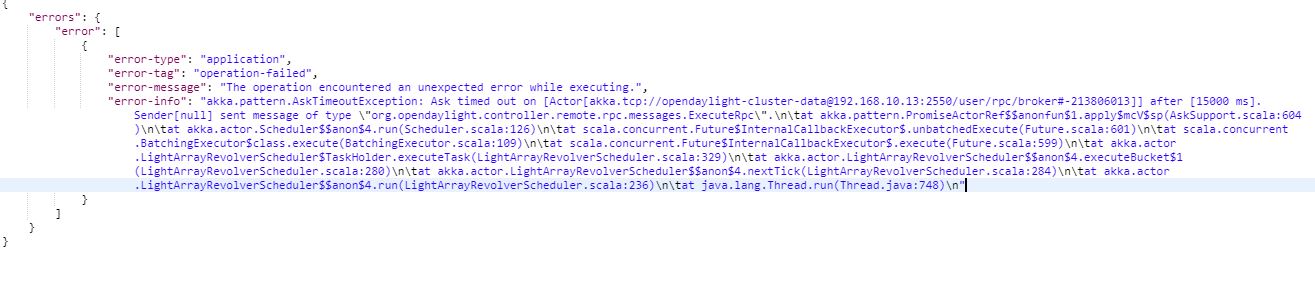 {
"errors": {
"error": [
{
"error-type": "application",
"error-tag": "operation-failed",
"error-message": "The operation encountered an unexpected error while executing.",
"error-info": "akka.pattern.AskTimeoutException: Ask timed out on [Actor[akka.tcp://opendaylight-cluster-data@192.168.10.13:2550/user/rpc/broker#-213806013]] after [15000 ms].
Sender[null] sent message of type \"org.opendaylight.controller.remote.rpc.messages.ExecuteRpc\".\n\tat akka.pattern.PromiseActorRef$$anonfun$1.apply$mcV$sp(AskSupport.scala:604
)\n\tat akka.actor.Scheduler$$anon$4.run(Scheduler.scala:126)\n\tat scala.concurrent.Future$InternalCallbackExecutor$.unbatchedExecute(Future.scala:601)\n\tat scala.concurrent
.BatchingExecutor$class.execute(BatchingExecutor.scala:109)\n\tat scala.concurrent.Future$InternalCallbackExecutor$.execute(Future.scala:599)\n\tat akka.actor
.LightArrayRevolverScheduler$TaskHolder.executeTask(LightArrayRevolverScheduler.scala:329)\n\tat akka.actor.LightArrayRevolverScheduler$$anon$4.executeBucket$1
(LightArrayRevolverScheduler.scala:280)\n\tat akka.actor.LightArrayRevolverScheduler$$anon$4.nextTick(LightArrayRevolverScheduler.scala:284)\n\tat akka.actor
.LightArrayRevolverScheduler$$anon$4.run(LightArrayRevolverScheduler.scala:236)\n\tat java.lang.Thread.run(Thread.java:748)\n"
}
]
}
}